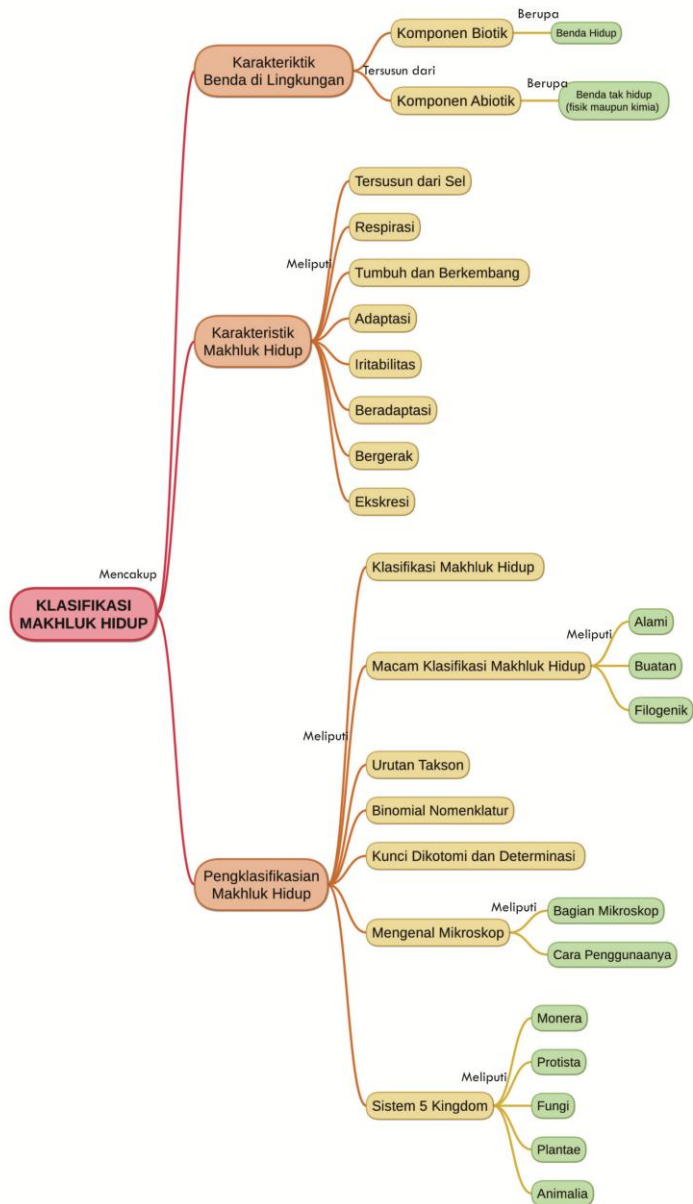 KLASIFIKASI
MAKHLUK HIDUP
Mencakup
Karakteriktik
Benda di Lingkungan
Tersusun dari
Komponen Biotik
Berupa
Benda Hidup
Komponen Abiotik
Berupa
Benda tak hidup
(fisik maupun kimia)
Karakteristik
Makhluk Hidup
Meliputi
Tersusun dari Sel
Respirasi
Tumbuh dan Berkembang
Adaptasi
Iritabilitas
Beradaptasi
Bergerak
Ekskresi
Pengklasifikasian
Makhluk Hidup
Meliputi
Klasifikasi Makhluk Hidup
Macam Klasifikasi Makhluk Hidup
Meliputi
Alami
Buatan
Filogenik
Urutan Takson
Binomial Nomenklatur
Kunci Dikotomi dan Determinasi
Mengenal Mikroskop
Meliputi
Bagian Mikroskop
Cara Penggunaanya
Sistem 5 Kingdom
Meliputi
Monera
Protista
Fungi
Plantae
Animalia